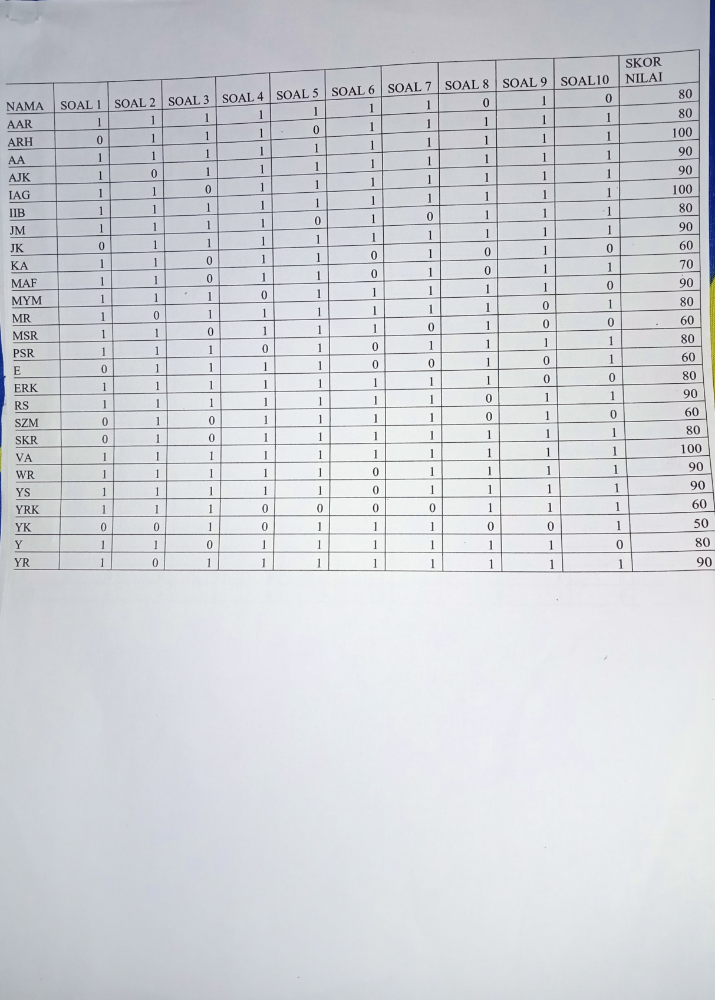 NAMA SOAL 1 SOAL 2 SOAL 3 SOAL 4 SOAL 5 SOAL 6 SOAL 7 SOAL 8 SOAL 9 SOAL10 SKOR NILAI
AAR 1 1 1 1 1 1 1 0 1 0 80
ARH 0 1 1 1 0 1 1 1 1 1 80
AA 1 1 1 1 1 1 1 1 1 1 100
AJK 1 0 1 1 1 1 1 1 1 1 90
IAG 1 1 0 1 1 1 1 1 1 1 90
IIB 1 1 1 1 1 1 1 1 1 1 100
JM 1 1 1 1 0 1 0 1 1 1 80
JK 0 1 1 1 1 1 1 1 1 1 90
KA 1 1 0 1 1 0 1 0 1 0 60
MAF 1 1 0 1 1 0 1 0 1 1 70
MYM 1 1 1 0 1 1 1 1 1 0 90
MR 1 0 1 1 1 1 1 1 0 1 80
MSR 1 1 0 1 1 1 0 1 0 0 60
PSR 1 1 1 0 1 0 1 1 1 1 80
E 0 1 1 1 1 0 0 1 0 1 60
ERK 1 1 1 1 1 1 1 1 0 0 80
RS 1 1 1 1 1 1 1 0 1 1 90
SZM 0 1 0 1 1 1 1 0 1 0 60
SKR 0 1 0 1 1 1 1 1 1 1 80
VA 1 1 1 1 1 1 1 1 1 1 100
WR 1 1 1 1 1 0 1 1 1 1 90
YS 1 1 1 1 1 0 1 1 1 1 90
YRK 1 1 1 0 0 0 0 1 1 1 60
YK 0 0 1 0 1 1 1 0 0 1 50
Y 1 1 0 1 1 1 1 1 1 0 80
YR 1 0 1 1 1 1 1 1 1 1 90